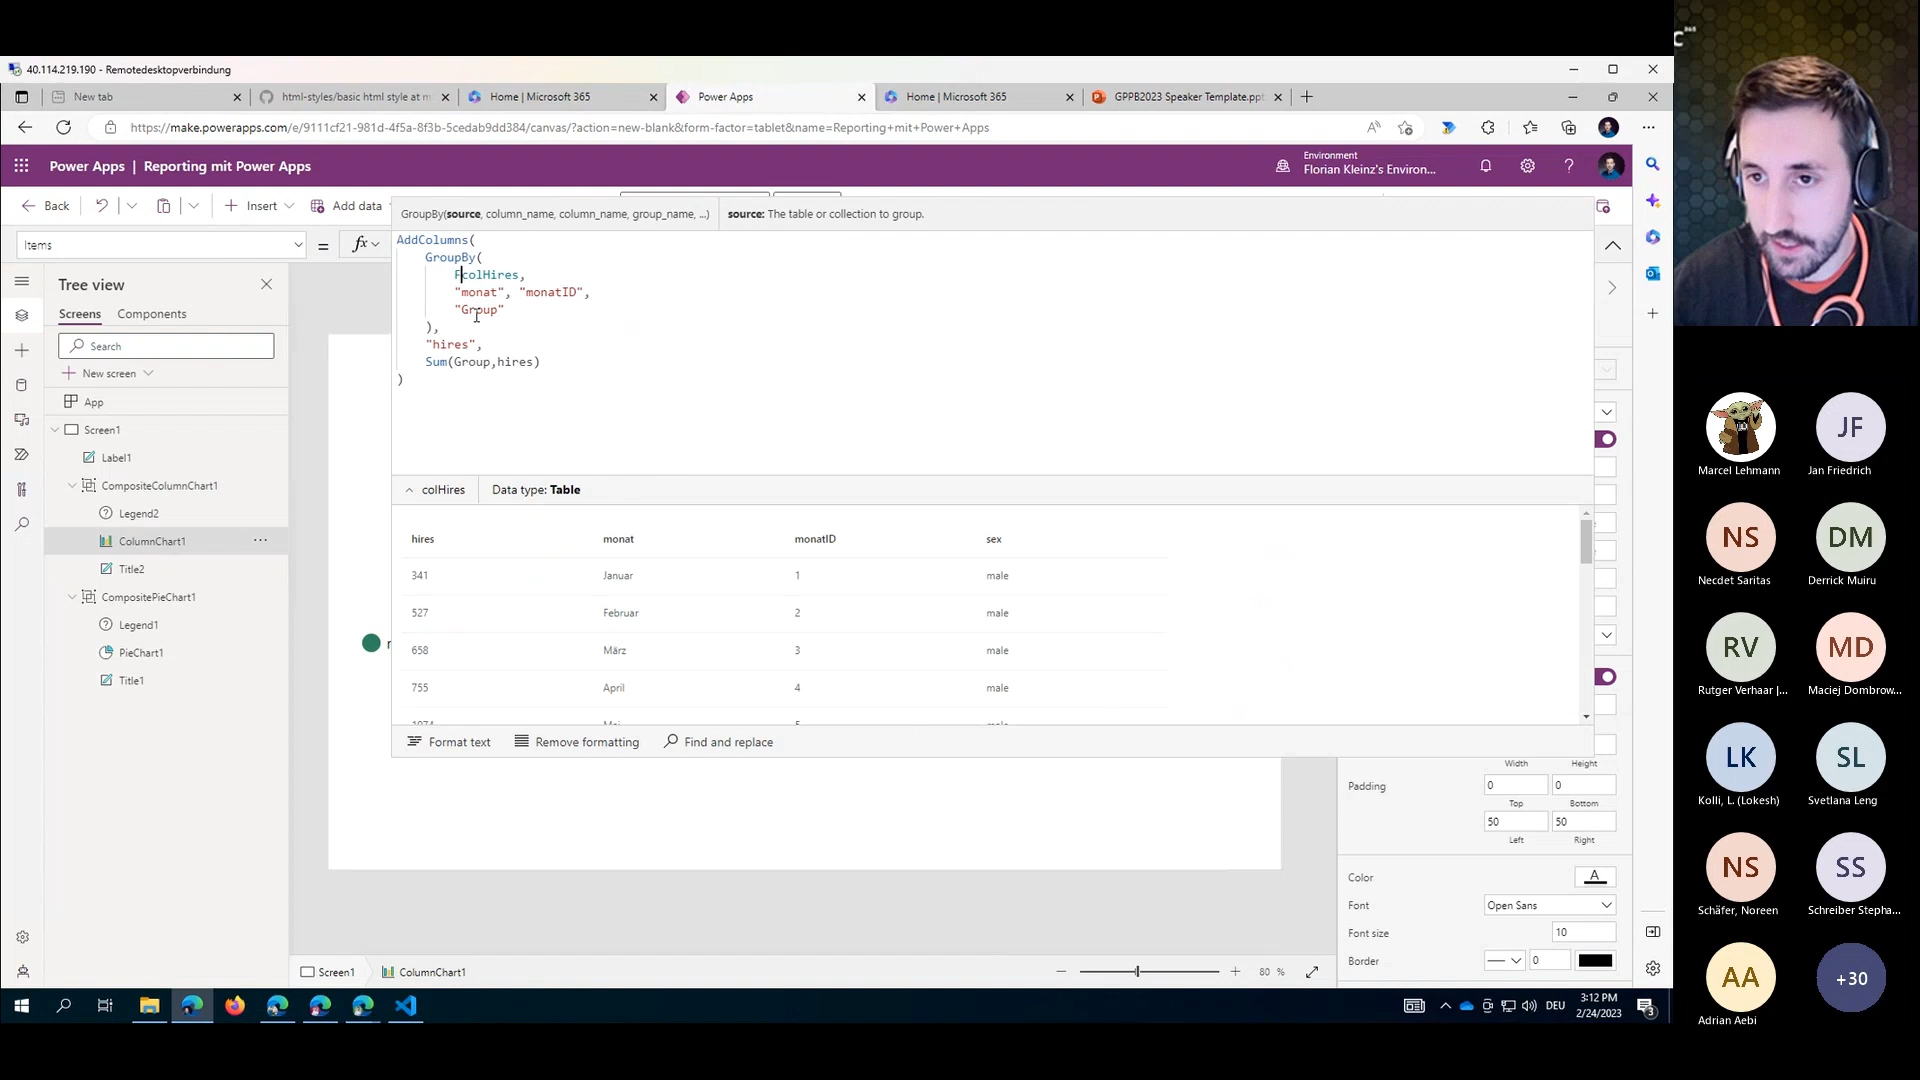 40.114.219.190 - Remotedesktopverbindung
New tab
html-styles/basic html style at m
Home | Microsoft 365
Power Apps
Home | Microsoft 365
GPPB2023 Speaker Template.ppt
https://make.powerapps.com/e/9111cf21-981d-4f5a-8f3b-5cedab9dd384/canvas/?action=new-blank&form-factor=tablet&name=Reporting+mit+Power+Apps
Power Apps | Reporting mit Power Apps
Environment
Florian Kleinz's Environ...
Back
Insert
Add data
GroupBy(source, column_name, column_name, group_name, ...)
source: The table or collection to group.
Items
=
fx
AddColumns(
GroupBy(
FcolHires,
"monat", "monatID",
"Group"
),
"hires",
Sum(Group,hires)
)
Tree view
Screens
Components
Search
New screen
App
Screen1
Label1
CompositeColumnChart1
Legend2
ColumnChart1
Title2
CompositePieChart1
Legend1
PieChart1
Title1
colHires
Data type: Table
hires monat monatID sex
341 Januar 1 male
527 Februar 2 male
658 März 3 male
755 April 4 male
Format text
Remove formatting
Find and replace
Width Height
Padding
0 0
Top Bottom
50 50
Left Right
Color
A
Font
Open Sans
Font size
10
Border
0
Screen1
ColumnChart1
80 %
DEU
3:12 PM
2/24/2023
3
365
Marcel Lehmann
JF
Jan Friedrich
NS
Necdet Saritas
DM
Derrick Muiru
RV
Rutger Verhaar |...
MD
Maciej Dombrow...
LK
Kolli, L. (Lokesh)
SL
Svetlana Leng
NS
Schäfer, Noreen
SS
Schreiber Stepha...
AA
Adrian Aebi
+30